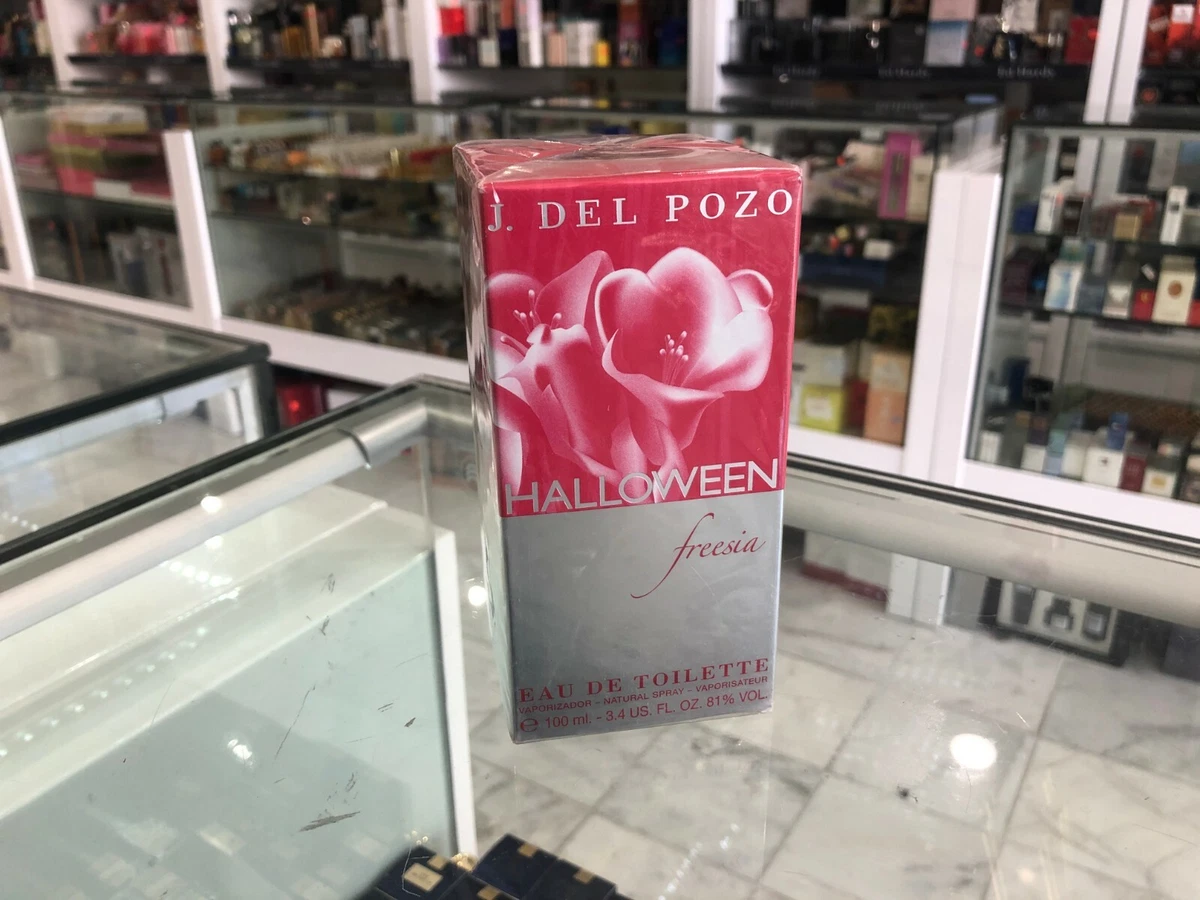 J. DEL POZO
HALLOWEEN
freesia
EAU DE TOILETTE
VAPORIZADOR - NATURAL SPRAY - VAPORISATEUR
℮ 100 ml. - 3.4 US. FL. OZ. 81% VOL.